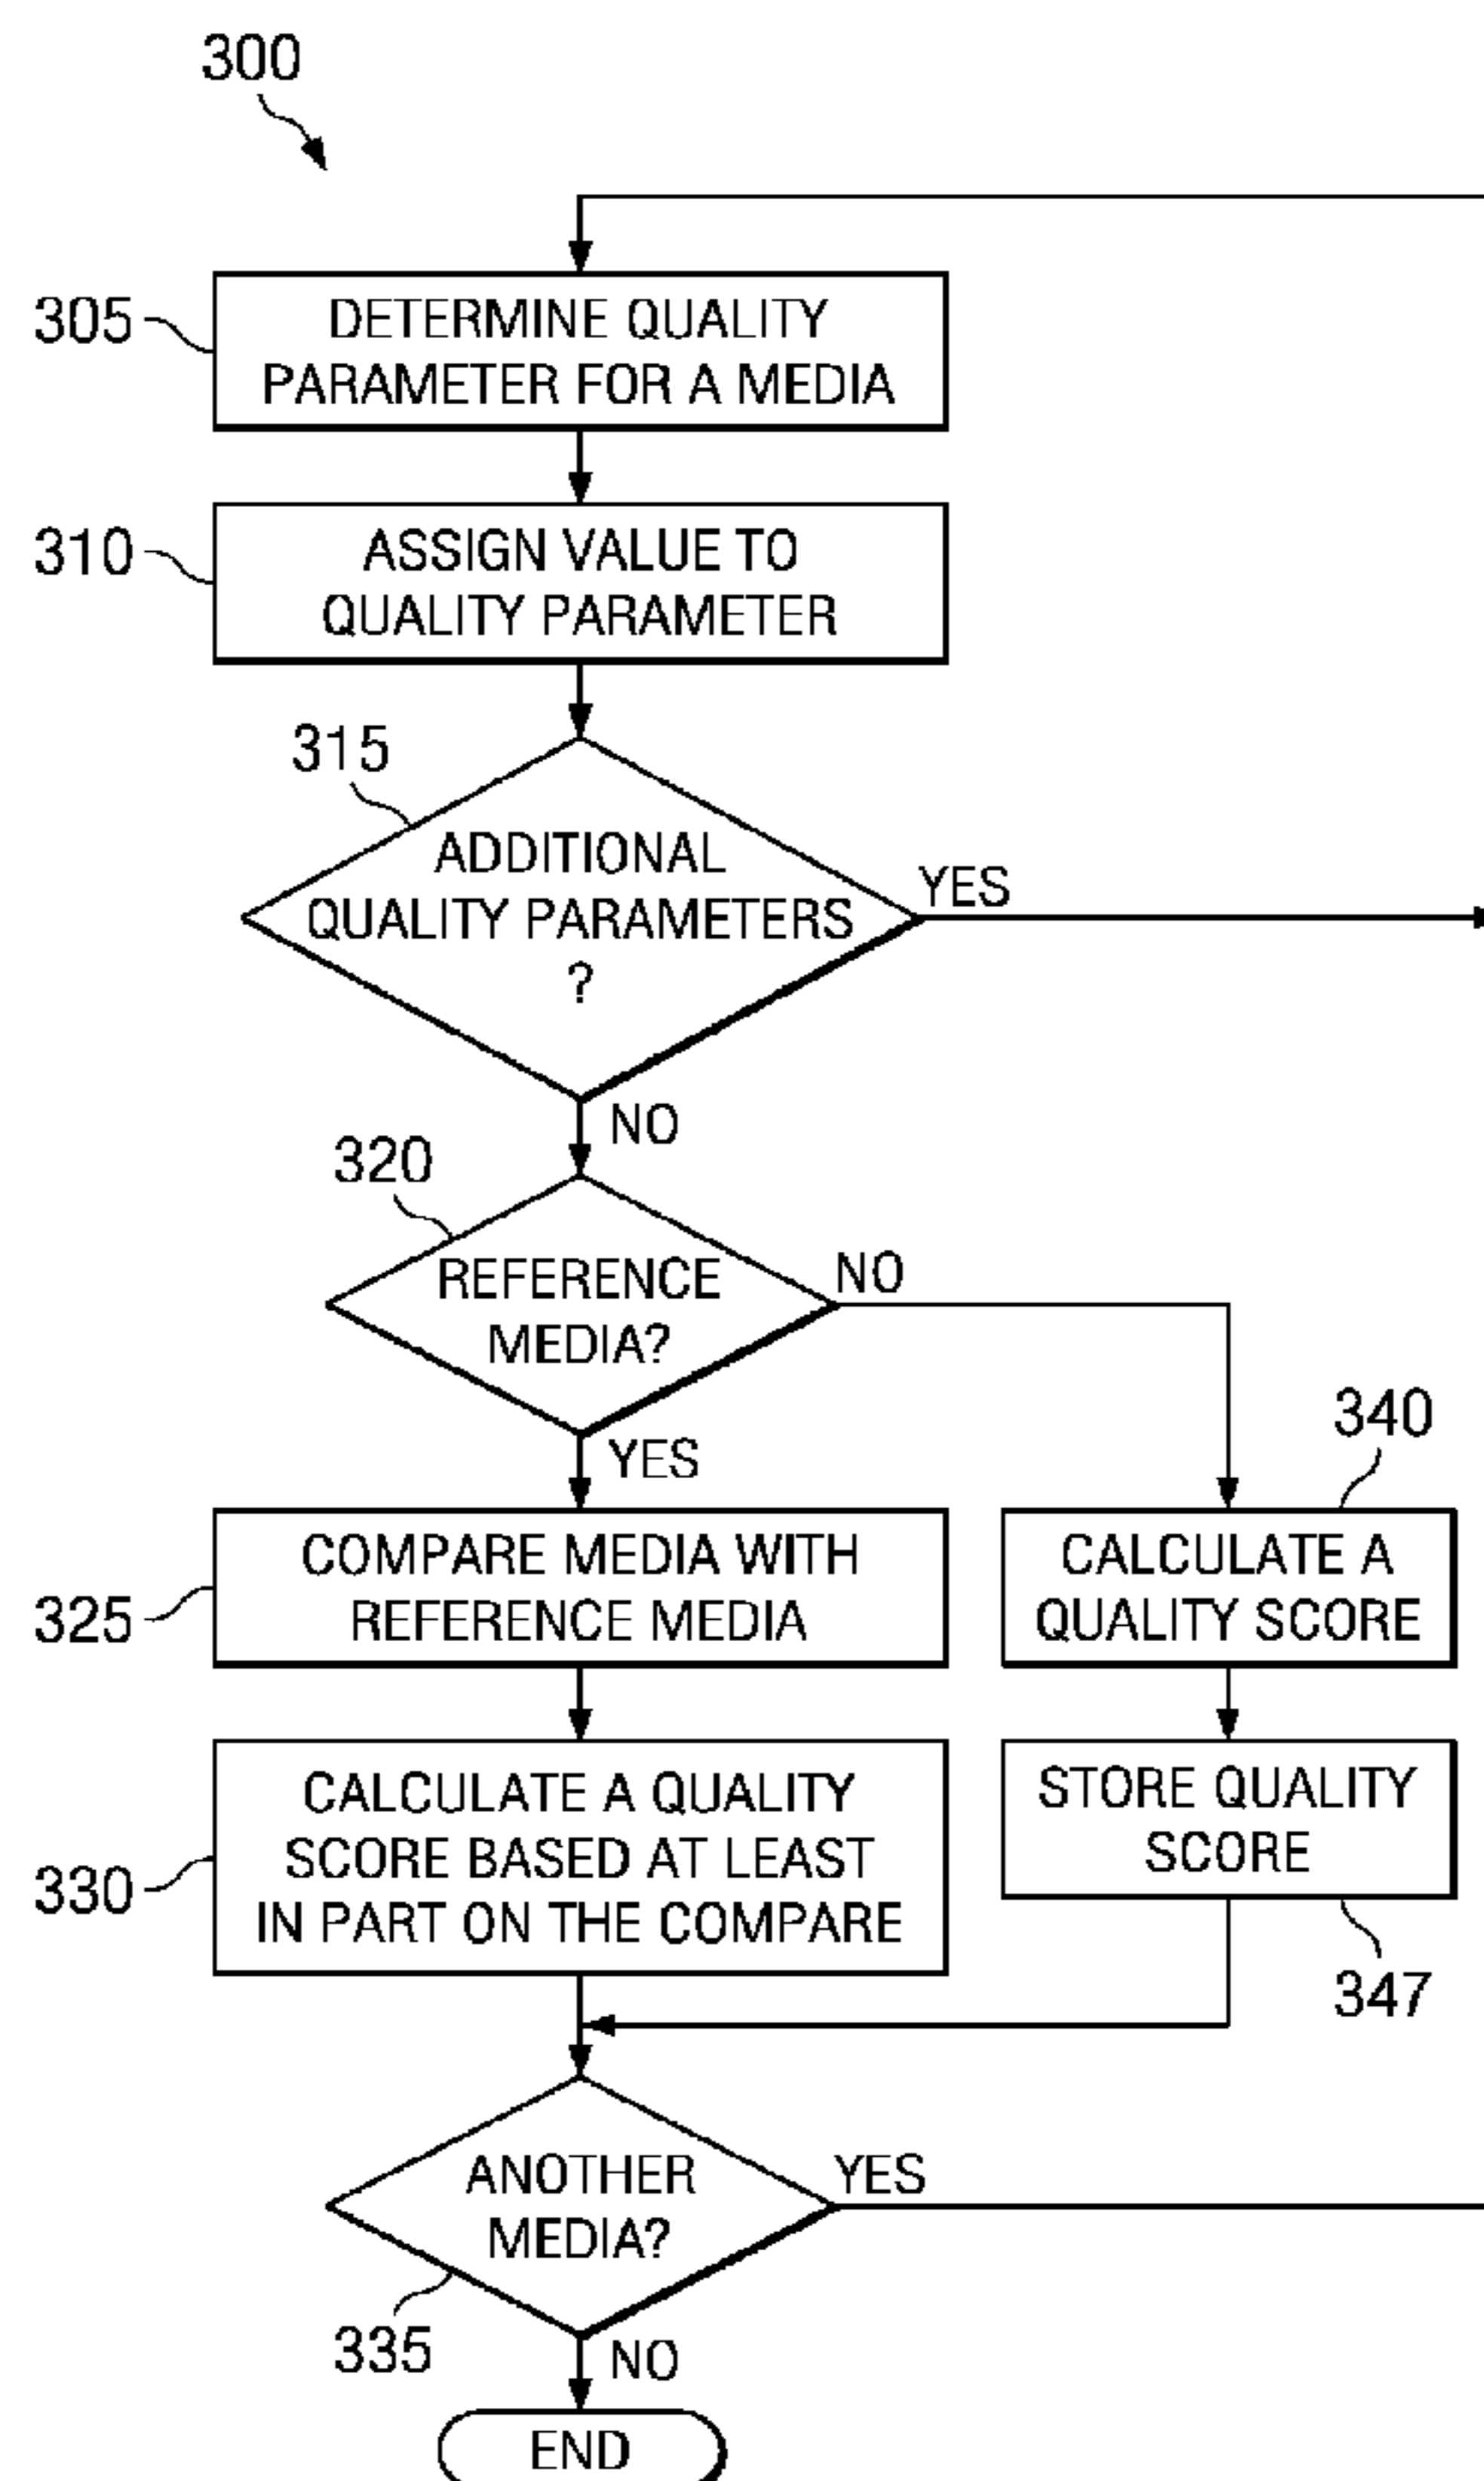 300
305
DETERMINE QUALITY
PARAMETER FOR A MEDIA
310
ASSIGN VALUE TO
QUALITY PARAMETER
315
ADDITIONAL
QUALITY PARAMETERS
?
YES
NO
320
REFERENCE
MEDIA?
NO
YES
325
COMPARE MEDIA WITH
REFERENCE MEDIA
340
CALCULATE A
QUALITY SCORE
330
CALCULATE A QUALITY
SCORE BASED AT LEAST
IN PART ON THE COMPARE
STORE QUALITY
SCORE
347
ANOTHER
MEDIA?
YES
335
NO
END